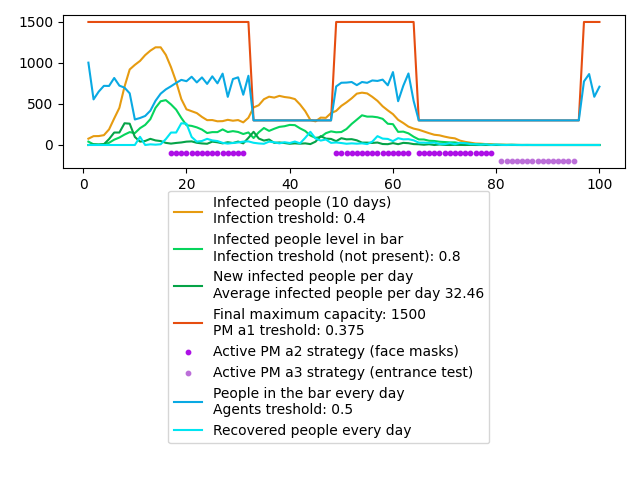 1500
1000
500
0
0 20 40 60 80 100
Infected people (10 days)
Infection treshold: 0.4
Infected people level in bar
Infection treshold (not present): 0.8
New infected people per day
Average infected people per day 32.46
Final maximum capacity: 1500
PM a1 treshold: 0.375
Active PM a2 strategy (face masks)
Active PM a3 strategy (entrance test)
People in the bar every day
Agents treshold: 0.5
Recovered people every day